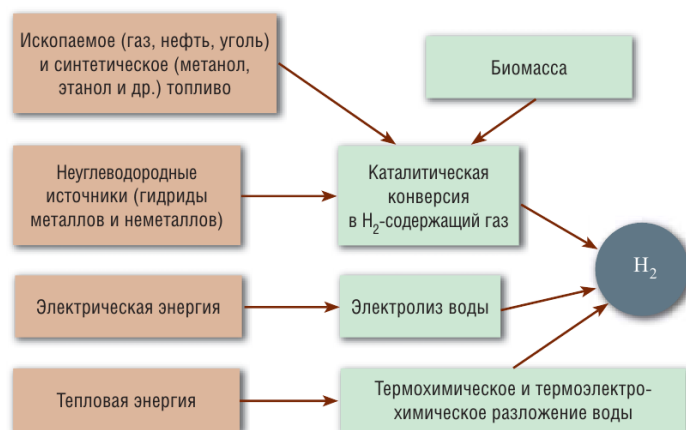 Ископаемое (газ, нефть, уголь)
и синтетическое (метанол,
этанол и др.) топливо
Биомасса
Неуглеводородные
источники (гидриды
металлов и неметаллов)
Каталитическая
конверсия
в H₂-содержащий газ
H₂
Электрическая энергия
Электролиз воды
Тепловая энергия
Термохимическое и термоэлектро-
химическое разложение воды